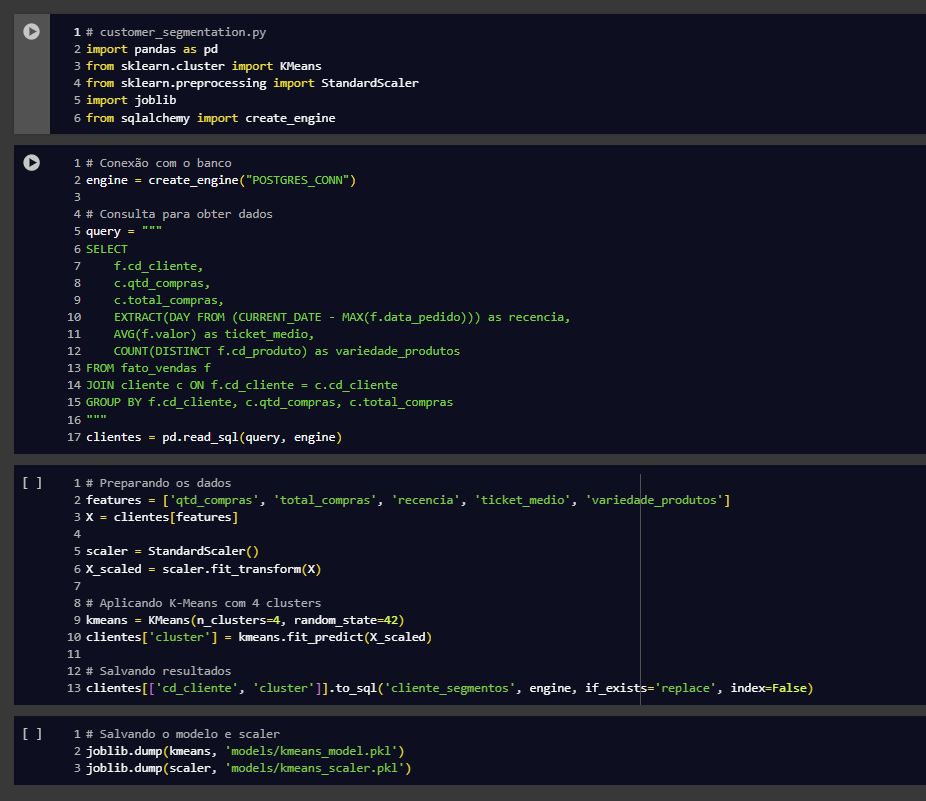 1 # customer_segmentation.py
2 import pandas as pd
3 from sklearn.cluster import KMeans
4 from sklearn.preprocessing import StandardScaler
5 import joblib
6 from sqlalchemy import create_engine
1 # Conexão com o banco
2 engine = create_engine("POSTGRES_CONN")
3
4 # Consulta para obter dados
5 query = """
6 SELECT
7     f.cd_cliente,
8     c.qtd_compras,
9     c.total_compras,
10     EXTRACT(DAY FROM (CURRENT_DATE - MAX(f.data_pedido))) as recencia,
11     AVG(f.valor) as ticket_medio,
12     COUNT(DISTINCT f.cd_produto) as variedade_produtos
13 FROM fato_vendas f
14 JOIN cliente c ON f.cd_cliente = c.cd_cliente
15 GROUP BY f.cd_cliente, c.qtd_compras, c.total_compras
16 """
17 clientes = pd.read_sql(query, engine)
[ ] 1 # Preparando os dados
2 features = ['qtd_compras', 'total_compras', 'recencia', 'ticket_medio', 'variedade_produtos']
3 X = clientes[features]
4
5 scaler = StandardScaler()
6 X_scaled = scaler.fit_transform(X)
7
8 # Aplicando K-Means com 4 clusters
9 kmeans = KMeans(n_clusters=4, random_state=42)
10 clientes['cluster'] = kmeans.fit_predict(X_scaled)
11
12 # Salvando resultados
13 clientes[['cd_cliente', 'cluster']].to_sql('cliente_segmentos', engine, if_exists='replace', index=False)
[ ] 1 # Salvando o modelo e scaler
2 joblib.dump(kmeans, 'models/kmeans_model.pkl')
3 joblib.dump(scaler, 'models/kmeans_scaler.pkl')